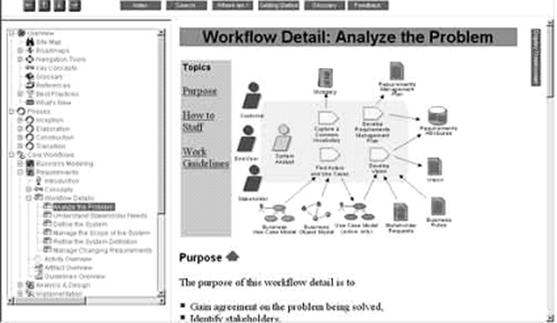 Index
Search
Where am I
Getting Started
Glossary
Feedback
Overview
Site Map
Roadmaps
Navigation Tools
Key Concepts
Glossary
References
Best Practices
What's New
Phases
Inception
Elaboration
Construction
Transition
Core Workflows
Business Modeling
Requirements
Introduction
Concepts
Workflow Details
Analyze the Problem
Understand Stakeholder Needs
Define the System
Manage the Scope of the System
Refine the System Definition
Manage Changing Requirements
Activity Overview
Artifact Overview
Guidelines Overview
Analysis & Design
Implementation
Workflow Detail: Analyze the Problem
Topics
Purpose
How to
Staff
Work
Guidelines
Customer
End User
Stakeholder
System
Analyst
Glossary
Requirements
Management
Plan
Capture a
Common
Vocabulary
Develop
Requirements
Management
Plan
Requirements
Attributes
Find Actors
and Use Cases
Develop
Vision
Vision
Business
Use-Case Model
Business
Object Model
Use-Case Model
(actors only)
Stakeholder
Requests
Business
Rules
Purpose
The purpose of this workflow detail is to
Gain agreement on the problem being solved,
Identify stakeholders,